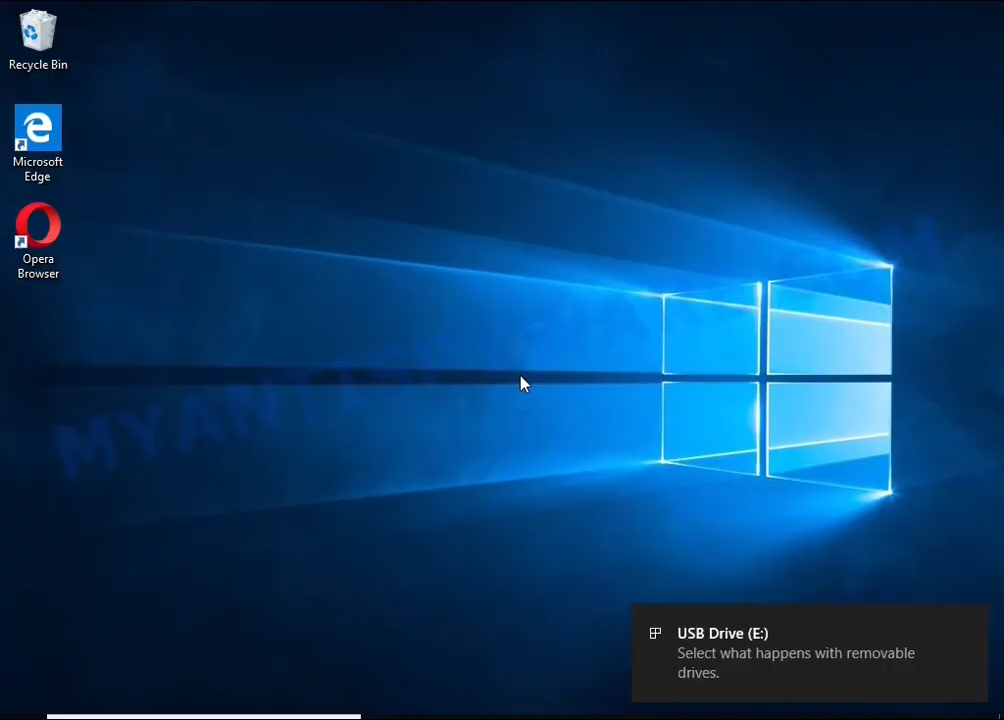 Recycle Bin
Microsoft
Edge
Opera
Browser
USB Drive (E:)
Select what happens with removable
drives.